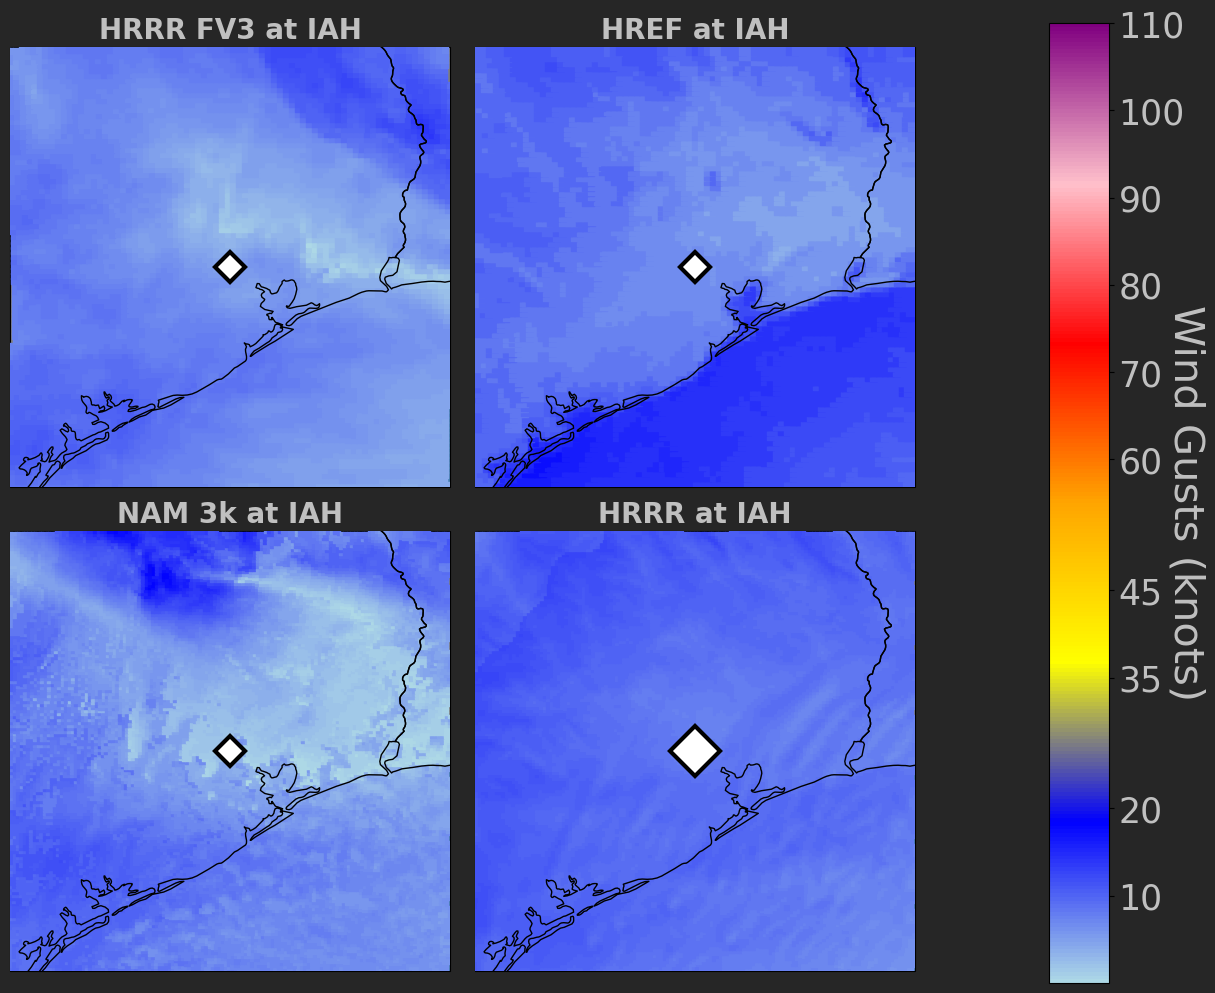 HRRR FV3 at IAH
HREF at IAH
NAM 3k at IAH
HRRR at IAH
110
100
90
80
70
60
45
35
20
10
Wind Gusts (knots)